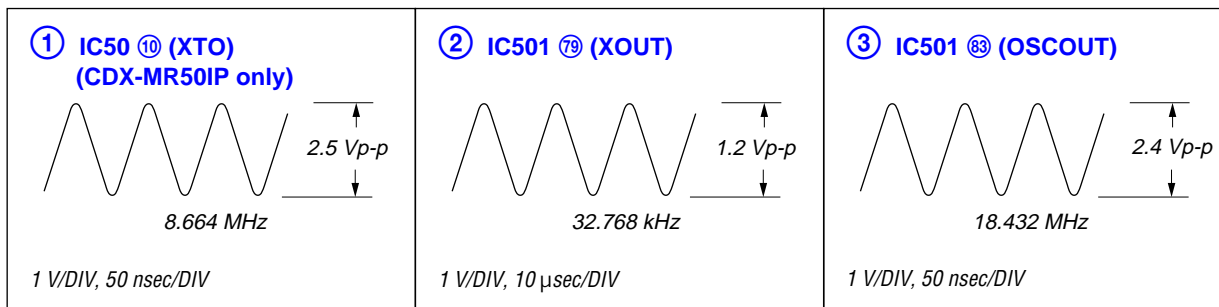 ① IC50 ⑩ (XTO)
(CDX-MR50IP only)
2.5 Vp-p
8.664 MHz
1 V/DIV, 50 nsec/DIV
② IC501 ㊴ (XOUT)
1.2 Vp-p
32.768 kHz
1 V/DIV, 10 µsec/DIV
③ IC501 83 (OSCOUT)
2.4 Vp-p
18.432 MHz
1 V/DIV, 50 nsec/DIV